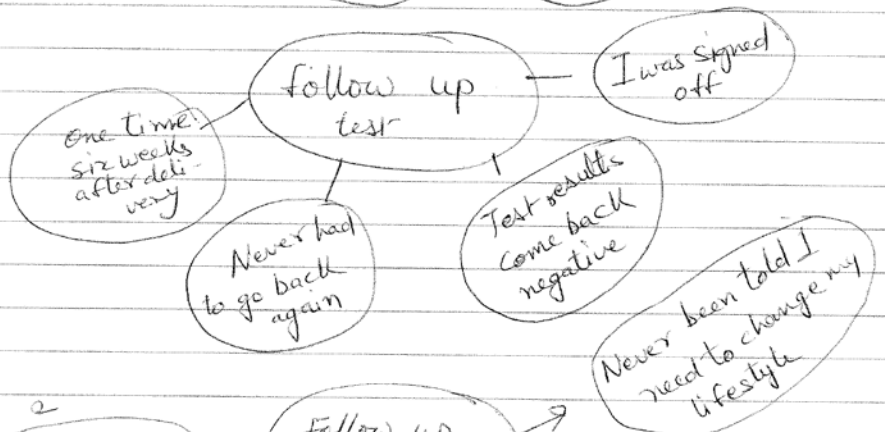 follow up
test
I was signed
off
one time
six weeks
after deli-
very
Never had
to go back
again
Test results
come back
negative
Never been told I
need to change my
lifestyle
2
Follow up